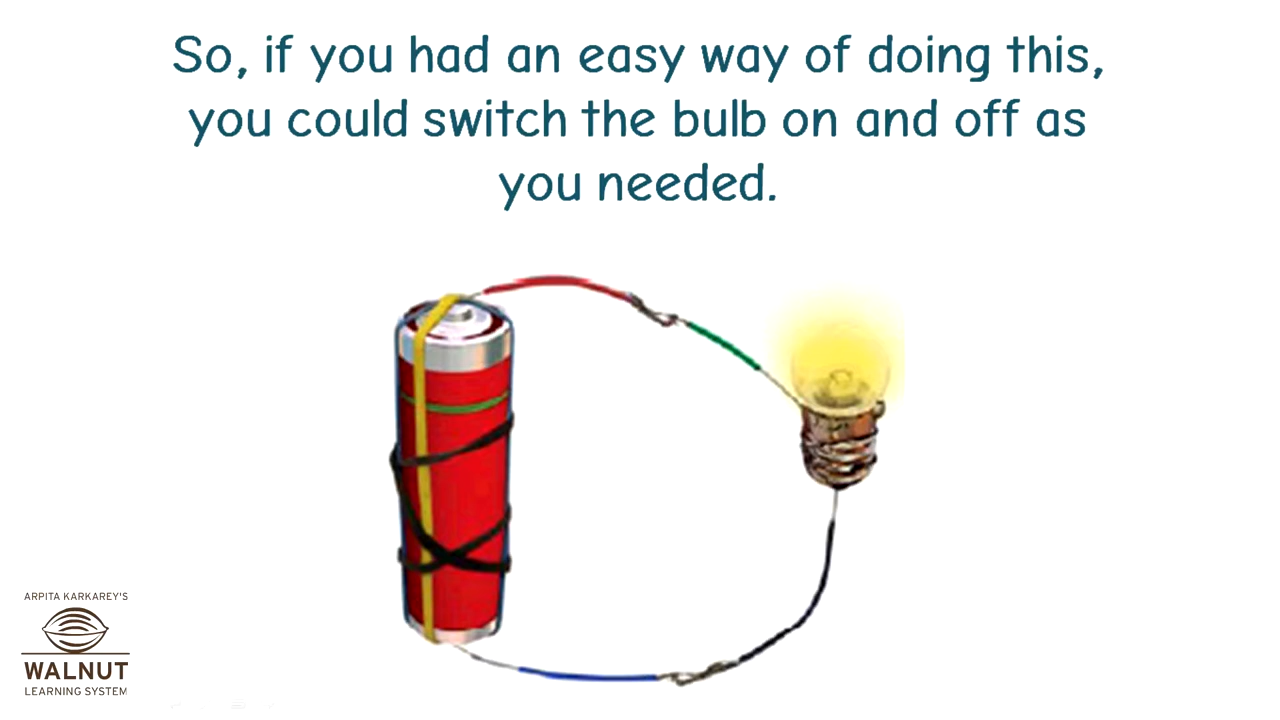 So, if you had an easy way of doing this,
you could switch the bulb on and off as
you needed.
ARPITA KARKAREY'S
WALNUT
LEARNING SYSTEM